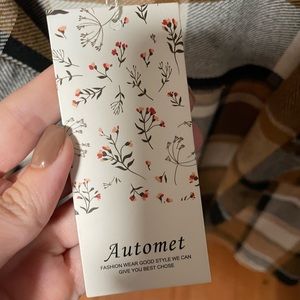 Automet
FASHION WEAR GOOD STYLE WE CAN
GIVE YOU BEST CHOSE